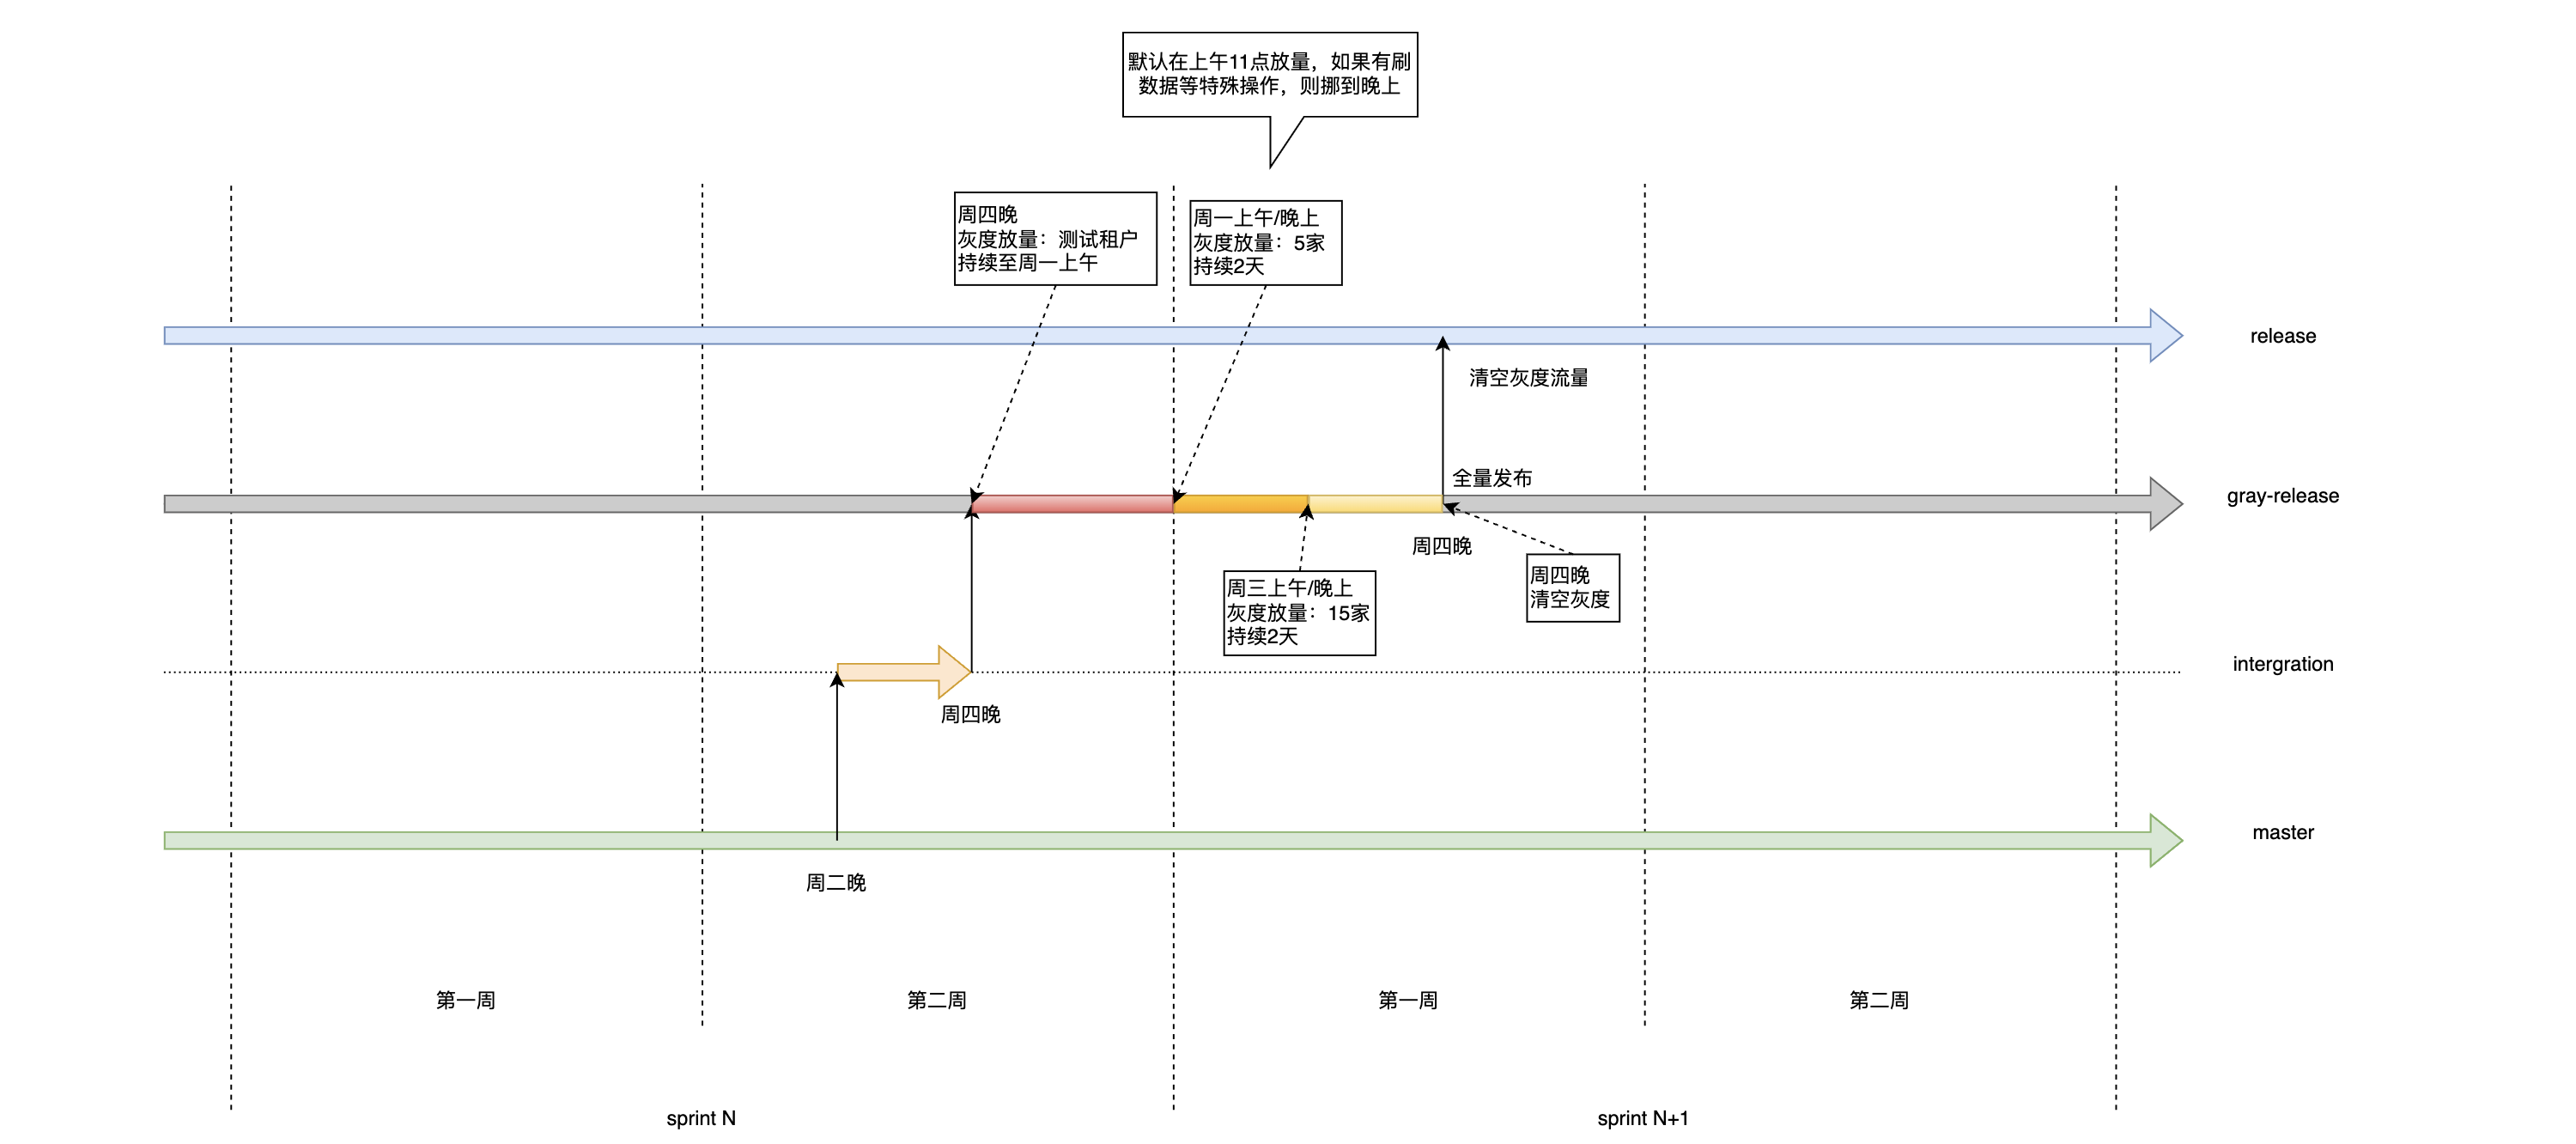 默认在上午11点放量，如果有刷
数据等特殊操作，则挪到晚上
周四晚
灰度放量：测试租户
持续至周一上午
周一上午/晚上
灰度放量：5家
持续2天
release
清空灰度流量
全量发布
gray-release
周四晚
周四晚
清空灰度
周三上午/晚上
灰度放量：15家
持续2天
intergration
周四晚
master
周二晚
第一周
第二周
第一周
第二周
sprint N
sprint N+1